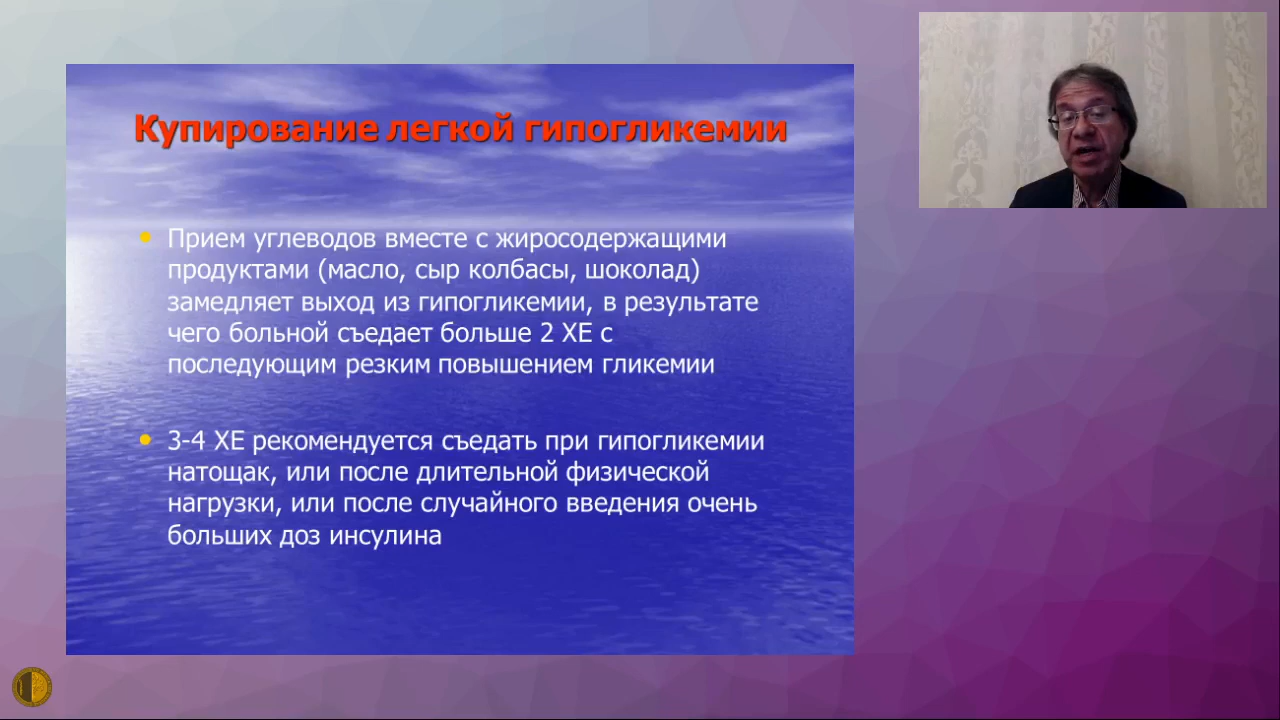 Купирование легкой гипогликемии
• Прием углеводов вместе с жиросодержащими
продуктами (масло, сыр колбасы, шоколад)
замедляет выход из гипогликемии, в результате
чего больной съедает больше 2 ХЕ с
последующим резким повышением гликемии
• 3-4 ХЕ рекомендуется съедать при гипогликемии
натощак, или после длительной физической
нагрузки, или после случайного введения очень
больших доз инсулина